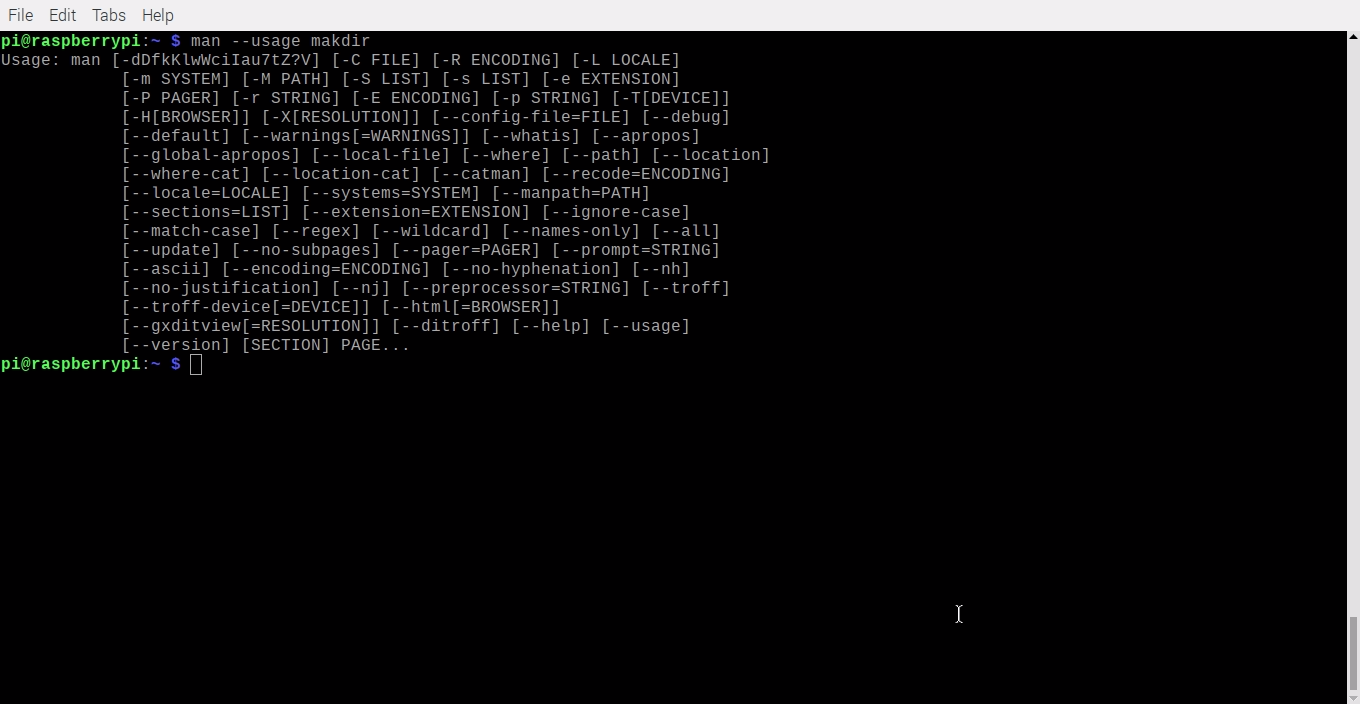 File Edit Tabs Help
pi@raspberrypi:~ $ man --usage makdir
Usage: man [-dDfkKlwWciIau7tZ?V] [-C FILE] [-R ENCODING] [-L LOCALE]
            [-m SYSTEM] [-M PATH] [-S LIST] [-s LIST] [-e EXTENSION]
            [-P PAGER] [-r STRING] [-E ENCODING] [-p STRING] [-T[DEVICE]]
            [-H[BROWSER]] [-X[RESOLUTION]] [--config-file=FILE] [--debug]
            [--default] [--warnings[=WARNINGS]] [--whatis] [--apropos]
            [--global-apropos] [--local-file] [--where] [--path] [--location]
            [--where-cat] [--location-cat] [--catman] [--recode=ENCODING]
            [--locale=LOCALE] [--systems=SYSTEM] [--manpath=PATH]
            [--sections=LIST] [--extension=EXTENSION] [--ignore-case]
            [--match-case] [--regex] [--wildcard] [--names-only] [--all]
            [--update] [--no-subpages] [--pager=PAGER] [--prompt=STRING]
            [--ascii] [--encoding=ENCODING] [--no-hyphenation] [--nh]
            [--no-justification] [--nj] [--preprocessor=STRING] [--troff]
            [--troff-device[=DEVICE]] [--html[=BROWSER]]
            [--gxditview[=RESOLUTION]] [--ditroff] [--help] [--usage]
            [--version] [SECTION] PAGE...
pi@raspberrypi:~ $